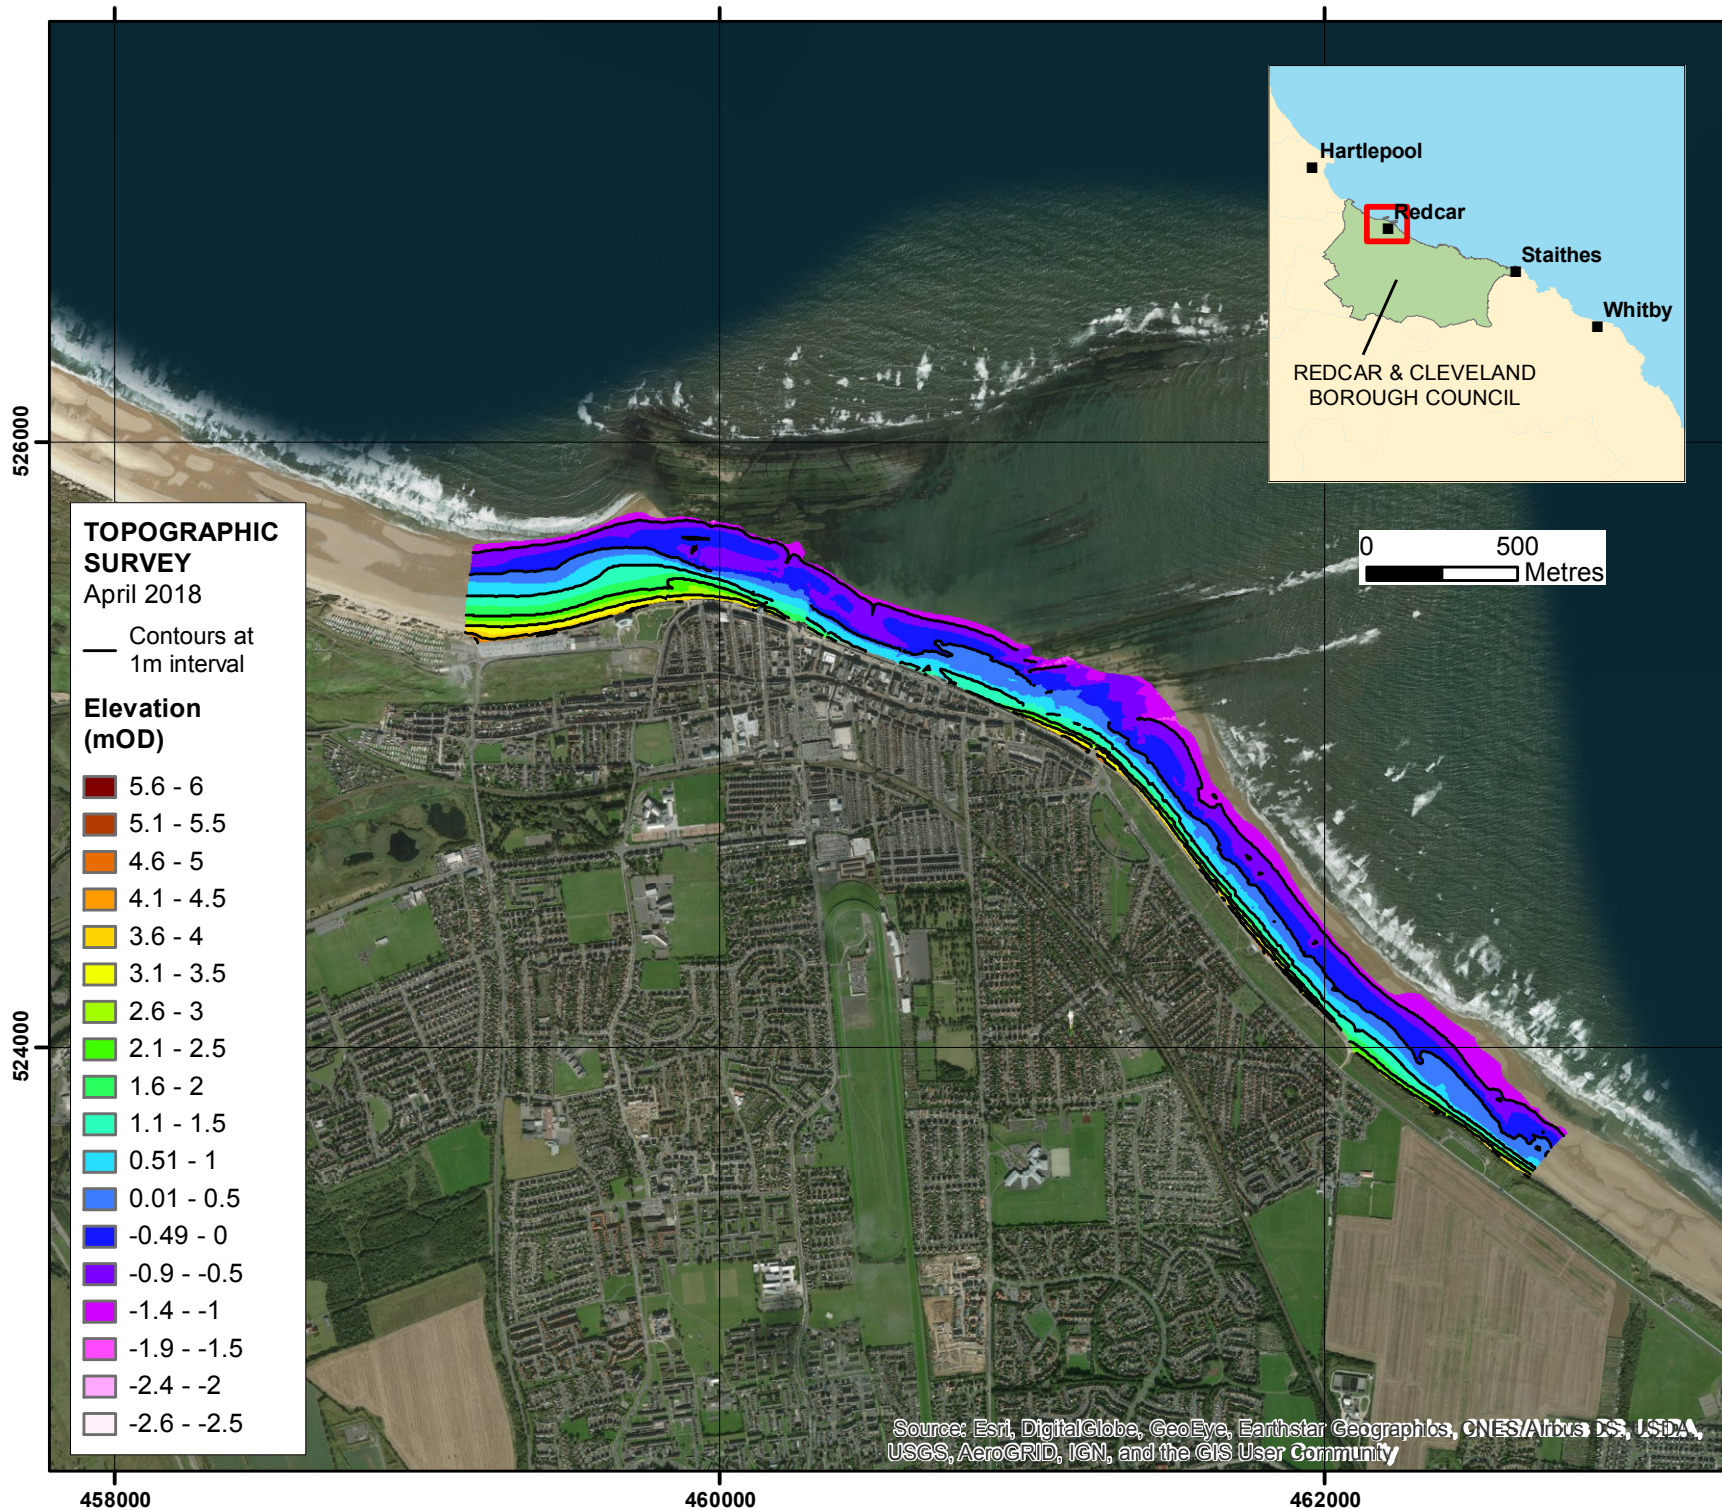 Hartlepool
Redcar
Staithes
Whitby
REDCAR & CLEVELAND
BOROUGH COUNCIL
526000
524000
0 500
Metres
TOPOGRAPHIC
SURVEY
April 2018
Contours at
1m interval
Elevation
(mOD)
5.6 - 6
5.1 - 5.5
4.6 - 5
4.1 - 4.5
3.6 - 4
3.1 - 3.5
2.6 - 3
2.1 - 2.5
1.6 - 2
1.1 - 1.5
0.51 - 1
0.01 - 0.5
-0.49 - 0
-0.9 - -0.5
-1.4 - -1
-1.9 - -1.5
-2.4 - -2
-2.6 - -2.5
Source: Esri, DigitalGlobe, GeoEye, Earthstar Geographics, CNES/Airbus DS, USDA,
USGS, AeroGRID, IGN, and the GIS User Community
458000 460000 462000